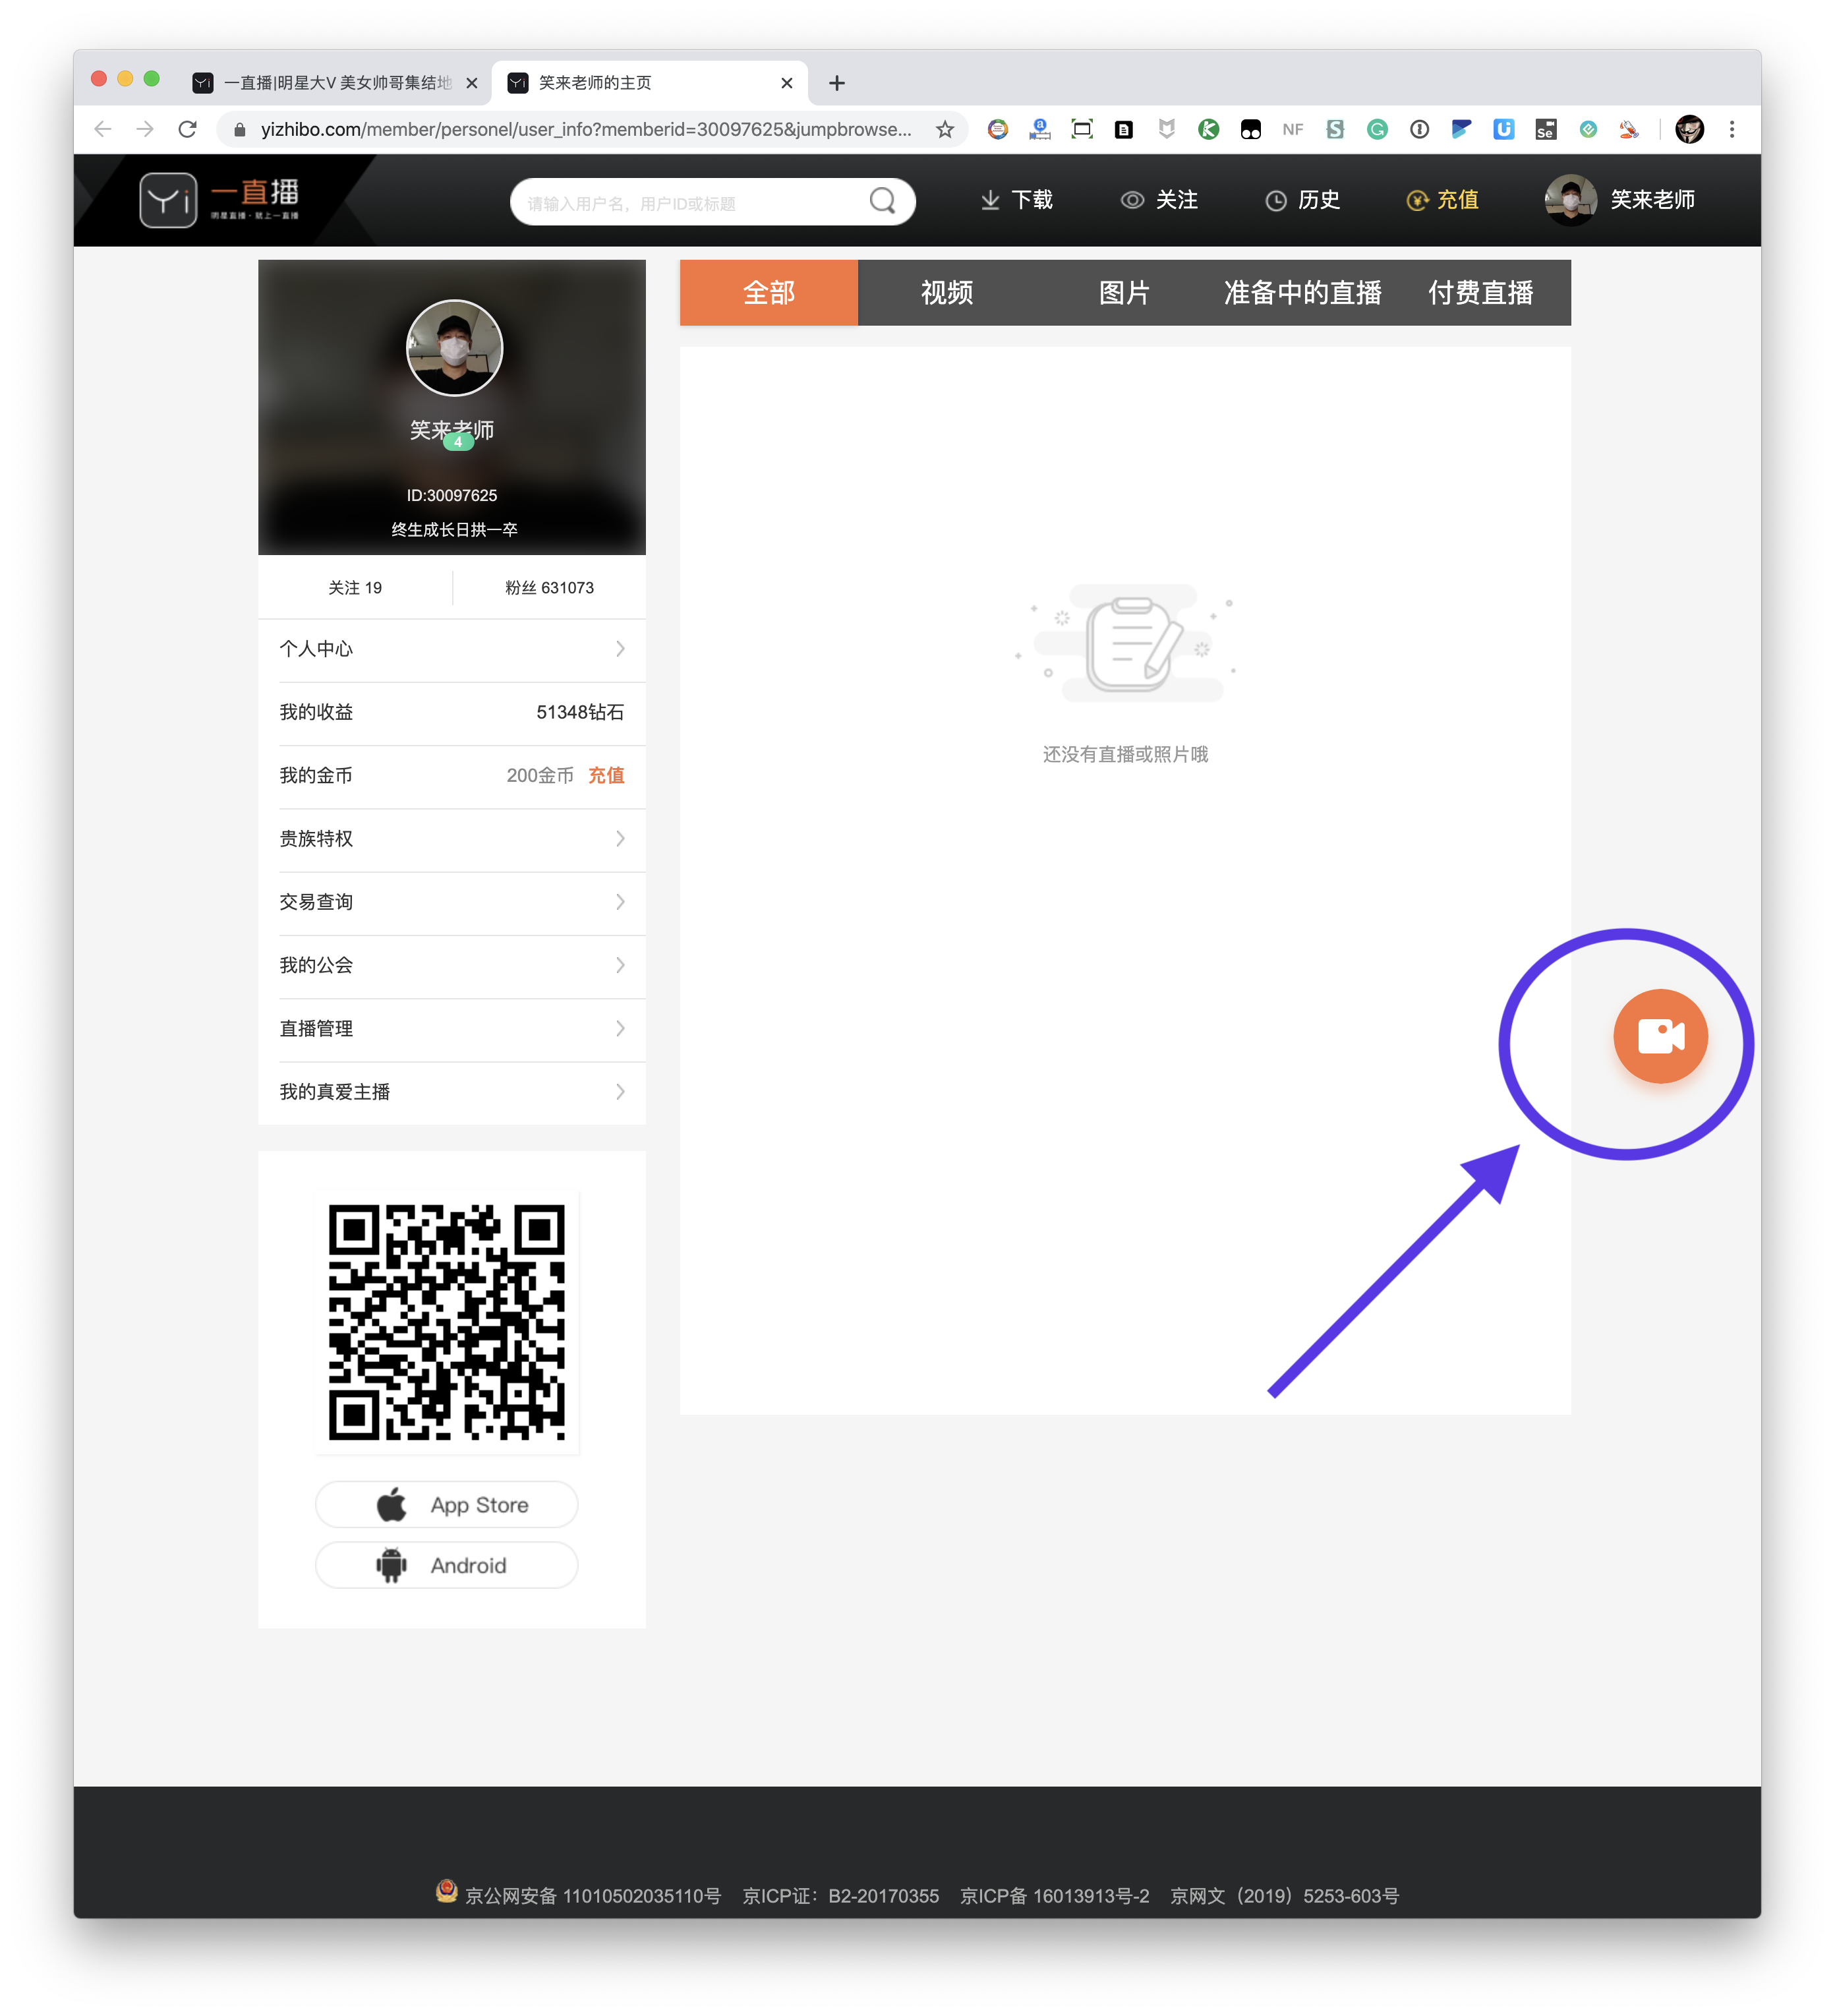 一直播|明星大V 美女帅哥集结地
笑来老师的主页
yizhibo.com/member/personel/user_info?memberid=30097625&jumpbrowse...
NF
Se
Yi 一直播
明星直播·就上一直播
请输入用户名，用户ID或标题
下载
关注
历史
充值
笑来老师
笑来老师
4
ID:30097625
终生成长日拱一卒
关注 19
粉丝 631073
个人中心
我的收益 51348钻石
我的金币 200金币 充值
贵族特权
交易查询
我的公会
直播管理
我的真爱主播
App Store
Android
全部
视频
图片
准备中的直播
付费直播
还没有直播或照片哦
京公网安备 11010502035110号 京ICP证：B2-20170355 京ICP备 16013913号-2 京网文（2019）5253-603号